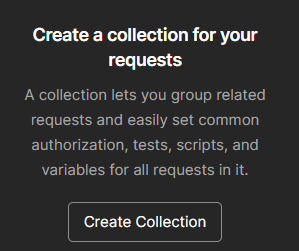 Create a collection for your
requests
A collection lets you group related
requests and easily set common
authorization, tests, scripts, and
variables for all requests in it.
Create Collection